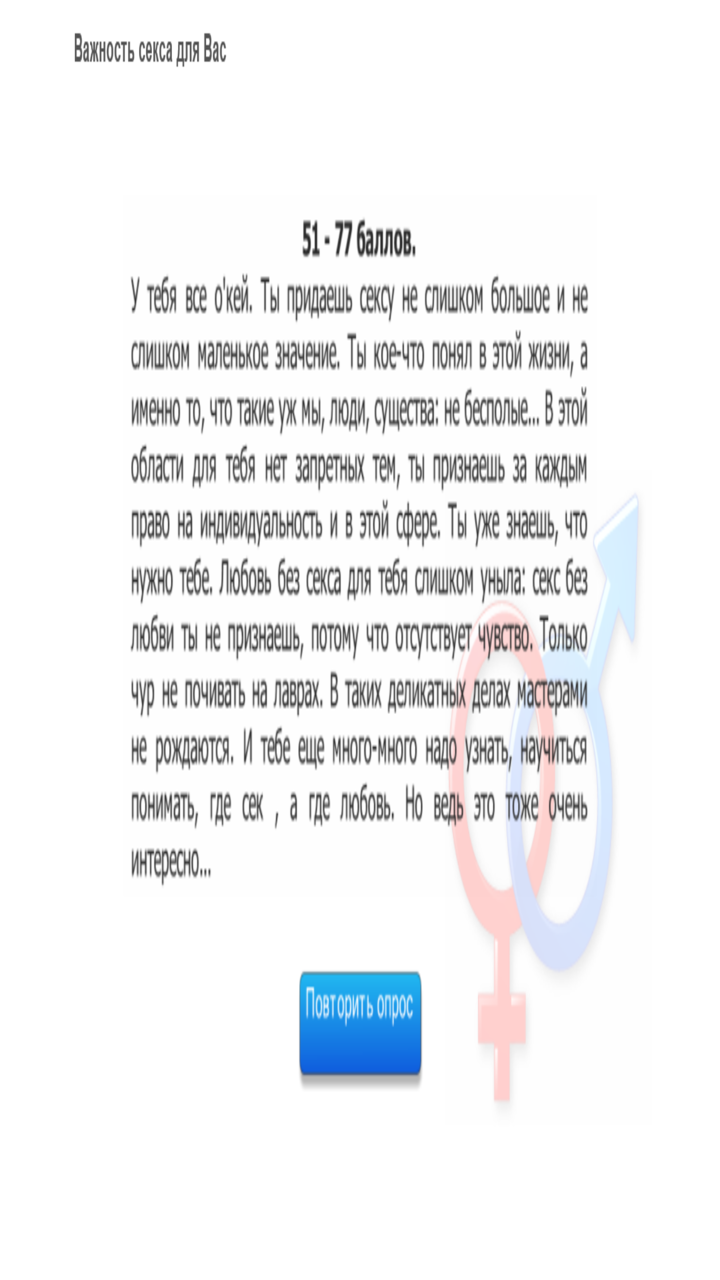 Важность секса для Вас
51 - 77 баллов.
У тебя все о'кей. Ты придаешь сексу не слишком большое и не
слишком маленькое значение. Ты кое-что понял в этой жизни, а
именно то, что такие уж мы, люди, существа: не бесполые... В этой
области для тебя нет запретных тем, ты признаешь за каждым
право на индивидуальность и в этой сфере. Ты уже знаешь, что
нужно тебе. Любовь без секса для тебя слишком уныла: секс без
любви ты не признаешь, потому что отсутствует чувство. Только
чур не почивать на лаврах. В таких деликатных делах мастерами
не рождаются. И тебе еще много-много надо узнать, научиться
понимать, где сек , а где любовь. Но ведь это тоже очень
интересно...
Повторить опрос